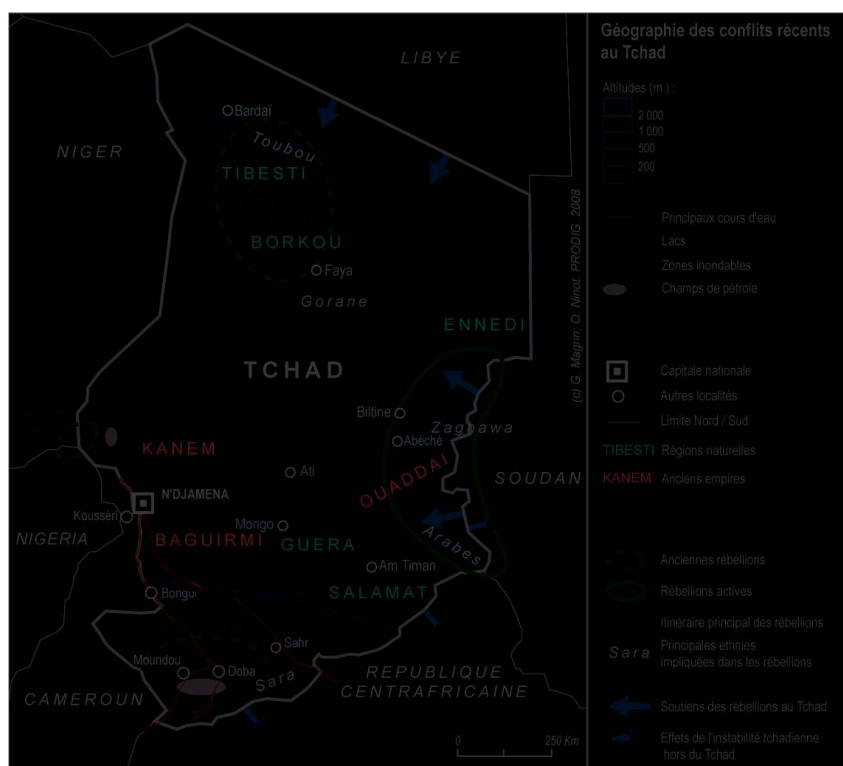 LIBYE
Bardaï
Toubou
NIGER
TIBESTI
BORKOU
Faya
Gorane
ENNEDI
TCHAD
Biltine
Zaghawa
Abéché
KANEM
Ati
OUADDAI
SOUDAN
N'DJAMENA
Kousséri
Mongo
NIGERIA
BAGUIRMI
GUERA
Arabes
Am Timan
Bongor
SALAMAT
Sahr
Moundou
Doba
Sara
REPUBLIQUE
CENTRAFRICAINE
CAMEROUN
0
250 Km
(c) G. Magrin; O. Ninot PRODIG 2008
Géographie des conflits récents
au Tchad
Altitudes (m.) :
2 000
1 000
500
200
Principaux cours d'eau
Lacs
Zones inondables
Champs de pétrole
Capitale nationale
Autres localités
Limite Nord / Sud
TIBESTI Régions naturelles
KANEM Anciens empires
Anciennes rébellions
Rébellions actives
Itinéraire principal des rébellions
Sara Principales ethnies
impliquées dans les rébellions
Soutiens des rébellions au Tchad
Effets de l'instabilité tchadienne
hors du Tchad